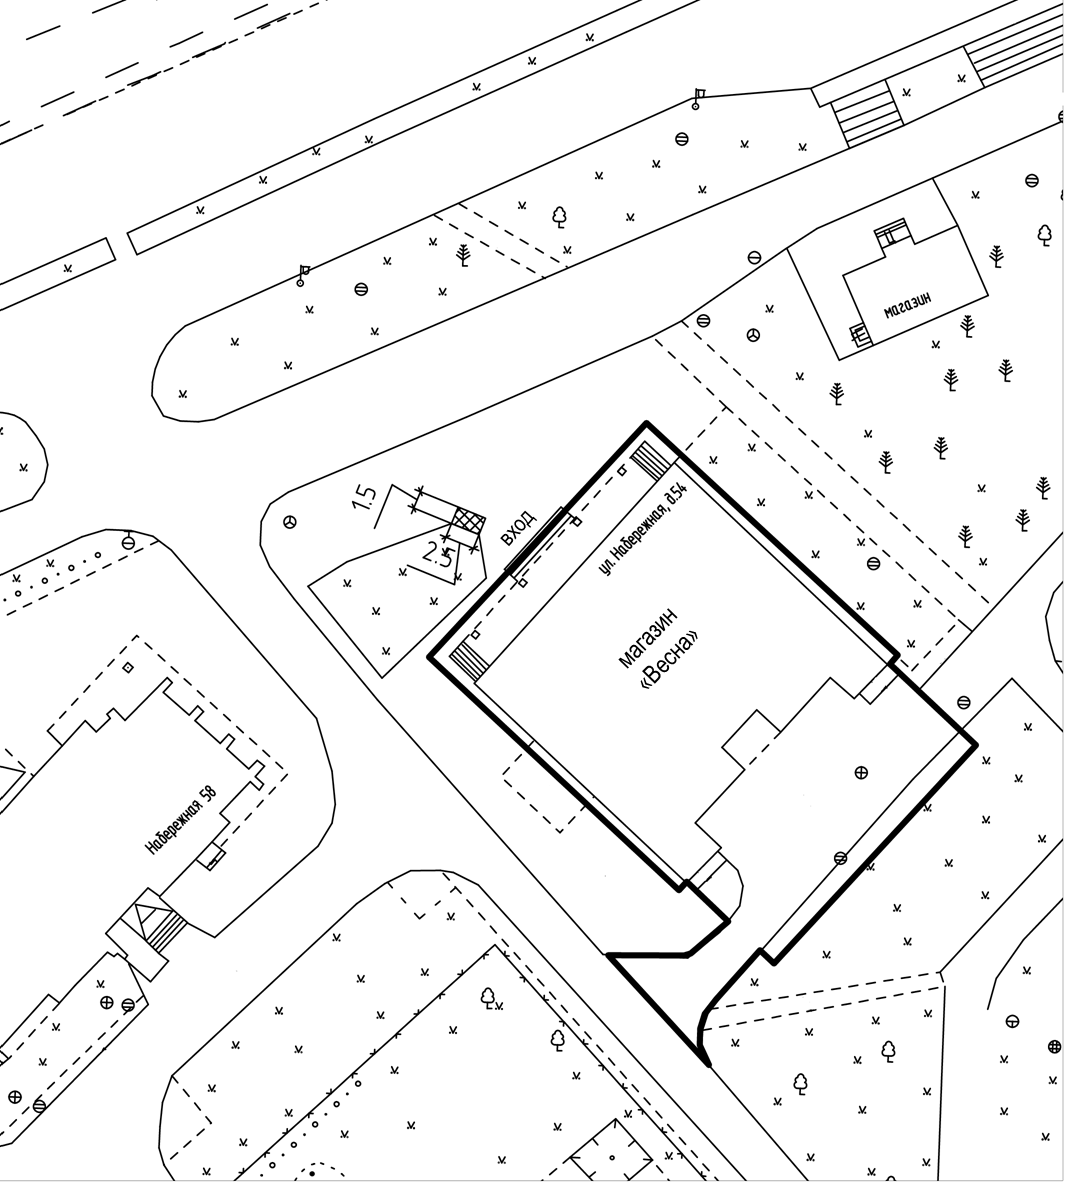 магазин
1.5
2.5
ВХОД
ул. Набережная, д.54
магазин
«Весна»
Набережная 58